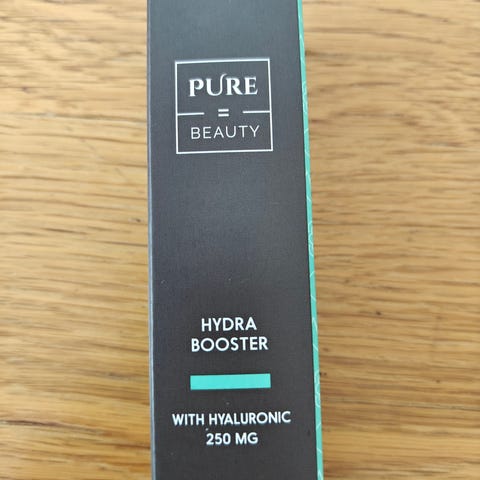 PURE
=
BEAUTY
HYDRA
BOOSTER
WITH HYALURONIC
250 MG